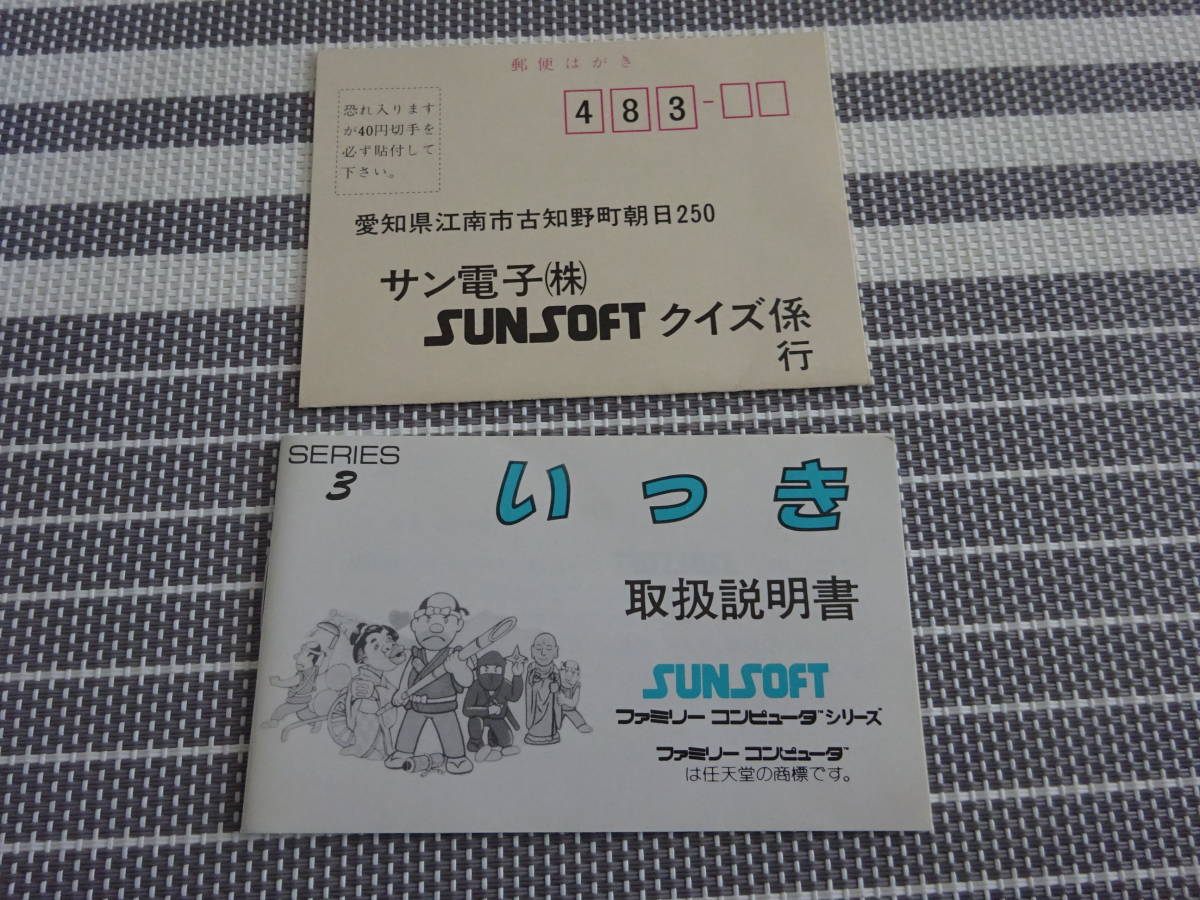 郵便はがき
恐れ入ります
が40円切手を
必ず貼付して
下さい。
483-
愛知県江南市古知野町朝日250
サン電子(株)
SUNSOFT クイズ係
行
SERIES
3
いっき
取扱説明書
SUNSOFT
ファミリー コンピュータ™シリーズ
ファミリー コンピュータ™
は任天堂の商標です。